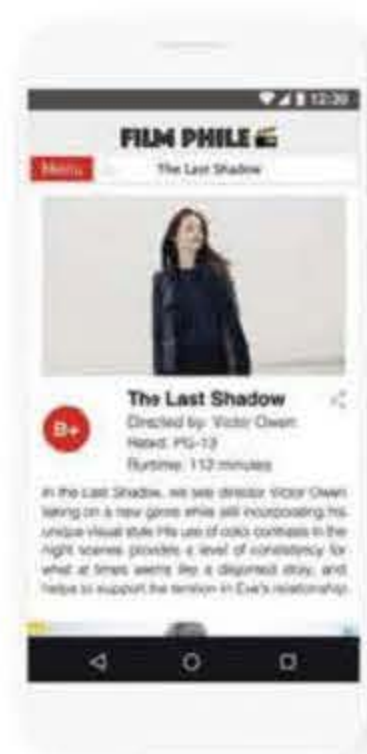 12:30
FILM PHILE
Menu
The Last Shadow
The Last Shadow
B+
Directed by: Victor Owen
Rated: PG-13
Runtime: 112 minutes
In the Last Shadow, we see director Victor Owen
taking on a new genre while still incorporating his
unique visual style. His use of color contrasts in the
night scenes provides a level of consistency for
what at times seems like a disjointed story, and
helps to support the tension in Eve's relationship